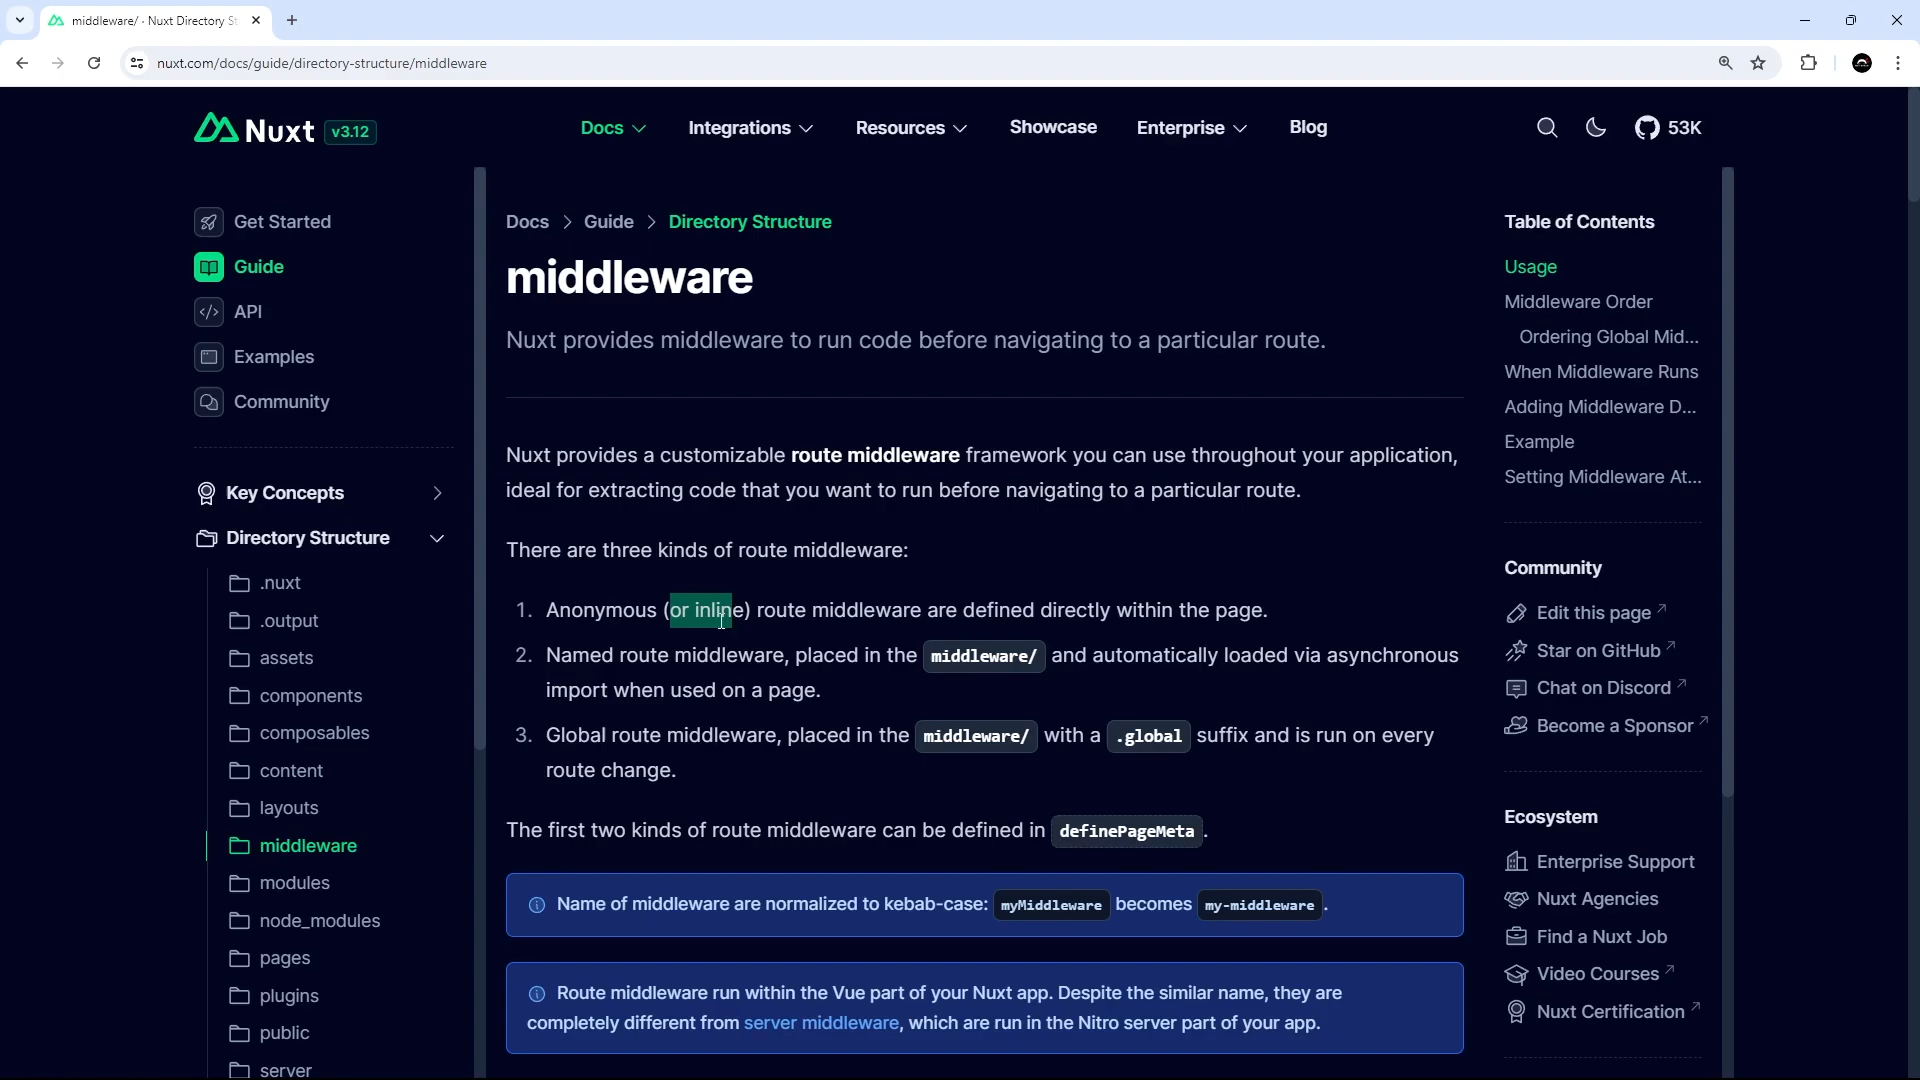 middleware/ · Nuxt Directory St
nuxt.com/docs/guide/directory-structure/middleware
Nuxt v3.12
Docs
Integrations
Resources
Showcase
Enterprise
Blog
53K
Get Started
Guide
API
Examples
Community
Key Concepts
Directory Structure
.nuxt
.output
assets
components
composables
content
layouts
middleware
modules
node_modules
pages
plugins
public
server
Docs > Guide > Directory Structure
middleware
Nuxt provides middleware to run code before navigating to a particular route.
Nuxt provides a customizable route middleware framework you can use throughout your application,
ideal for extracting code that you want to run before navigating to a particular route.
There are three kinds of route middleware:
1. Anonymous (or inline) route middleware are defined directly within the page.
2. Named route middleware, placed in the middleware/ and automatically loaded via asynchronous
import when used on a page.
3. Global route middleware, placed in the middleware/ with a .global suffix and is run on every
route change.
The first two kinds of route middleware can be defined in definePageMeta.
Name of middleware are normalized to kebab-case: myMiddleware becomes my-middleware.
Route middleware run within the Vue part of your Nuxt app. Despite the similar name, they are
completely different from server middleware, which are run in the Nitro server part of your app.
Table of Contents
Usage
Middleware Order
Ordering Global Mid...
When Middleware Runs
Adding Middleware D...
Example
Setting Middleware At...
Community
Edit this page
Star on GitHub
Chat on Discord
Become a Sponsor
Ecosystem
Enterprise Support
Nuxt Agencies
Find a Nuxt Job
Video Courses
Nuxt Certification